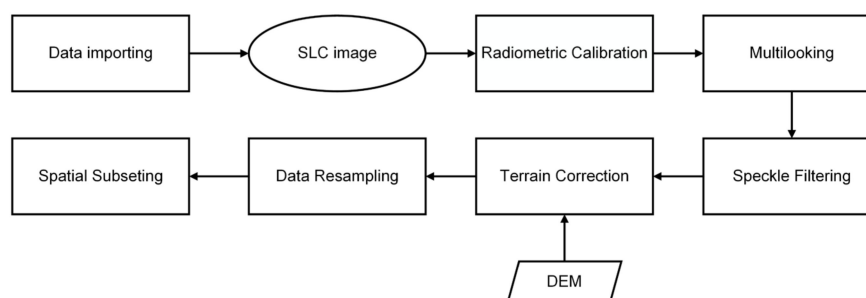 Data importing
SLC image
Radiometric Calibration
Multilooking
Speckle Filtering
Terrain Correction
Data Resampling
Spatial Subseting
DEM